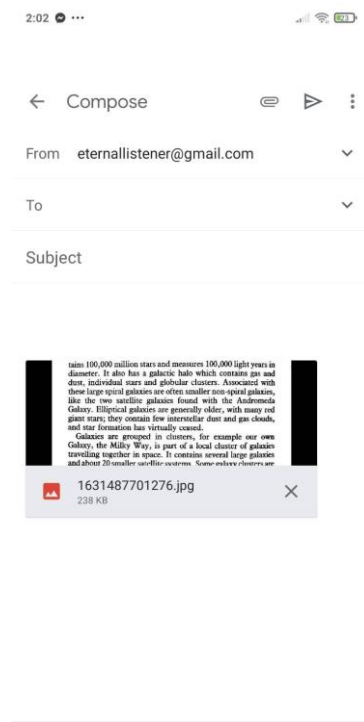 2:02
Compose
From eternallistener@gmail.com
To
Subject
tains 100,000 million stars and measures 100,000 light years in
diameter. It also has a galactic halo which contains gas and
dust, individual stars and globular clusters. Associated with
these large spiral galaxies are often smaller non-spiral galaxies,
like the two satellite galaxies found with the Andromeda
Galaxy. Elliptical galaxies are generally older, with many red
giant stars; they contain few interstellar dust and gas clouds,
and star formation has virtually ceased.
Galaxies are grouped in clusters, for example our own
Galaxy, the Milky Way, is part of a local cluster of galaxies
travelling together in space. It contains several large galaxies
and about 20 smaller satellite systems. Some galaxy clusters are
1631487701276.jpg
238 KB